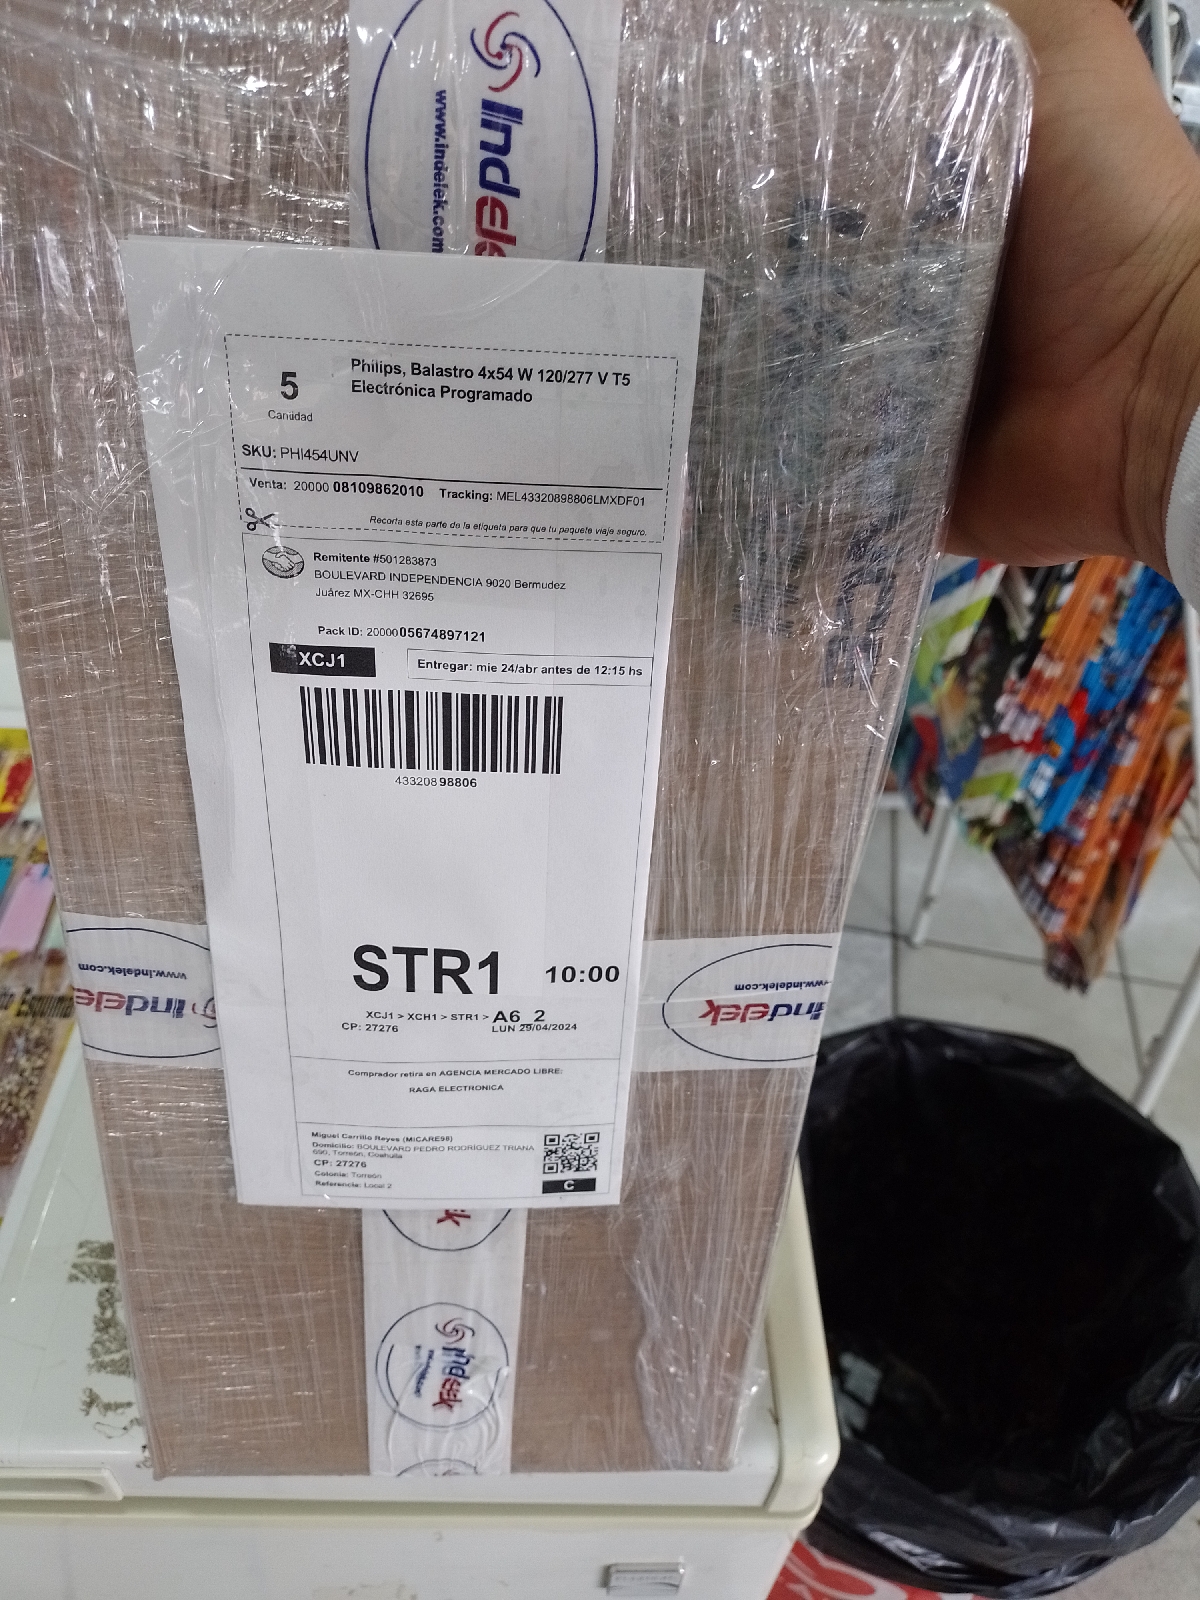 Indelek
www.indelek.com
5
Cantidad
Philips, Balastro 4x54 W 120/277 V T5
Electrónica Programado
SKU: PHI454UNV
Venta: 20000 08109862010 Tracking: MEL43320898806LMXDF01
Recorta esta parte de la etiqueta para que tu paquete viaje seguro.
Remitente #501283873
BOULEVARD INDEPENDENCIA 9020 Bermudez
Juárez MX-CHH 32695
Pack ID: 2000005674897121
XCJ1
Entregar: mie 24/abr antes de 12:15 hs
43320898806
STR1 10:00
XCJ1 > XCH1 > STR1 > A6_2
CP: 27276 LUN 29/04/2024
Comprador retira en AGENCIA MERCADO LIBRE:
RAGA ELECTRONICA
Miguel Carrillo Reyes (MICARE98)
Domicilio: BOULEVARD PEDRO RODRÍGUEZ TRIANA
690, Torreón, Coahuila
CP: 27276
Colonia: Torreón
Referencia: Local 2
C
www.indelek.com
Indelek
www.indelek.com
Indelek
ek
Indelek